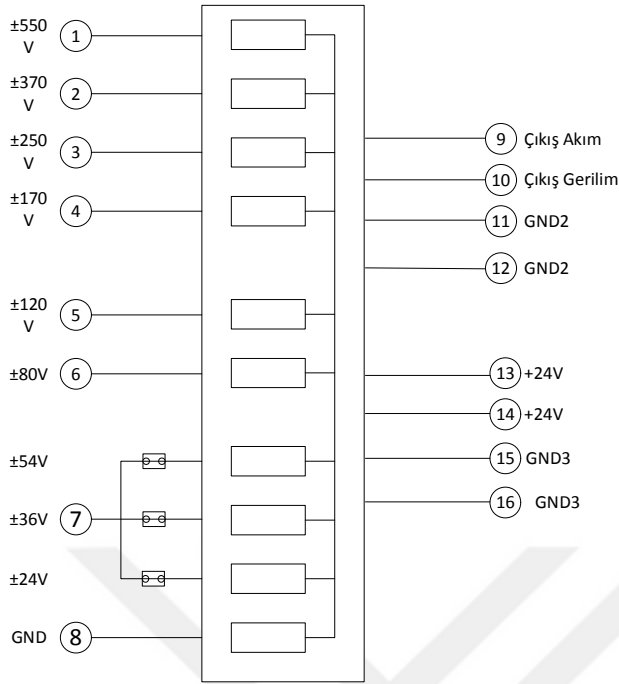 ±550
V
1
±370
V
2
±250
V
3
±170
V
4
±120
V
5
±80V 6
±54V
±36V 7
±24V
GND 8
9 Çıkış Akım
10 Çıkış Gerilim
11 GND2
12 GND2
13 +24V
14 +24V
15 GND3
16 GND3